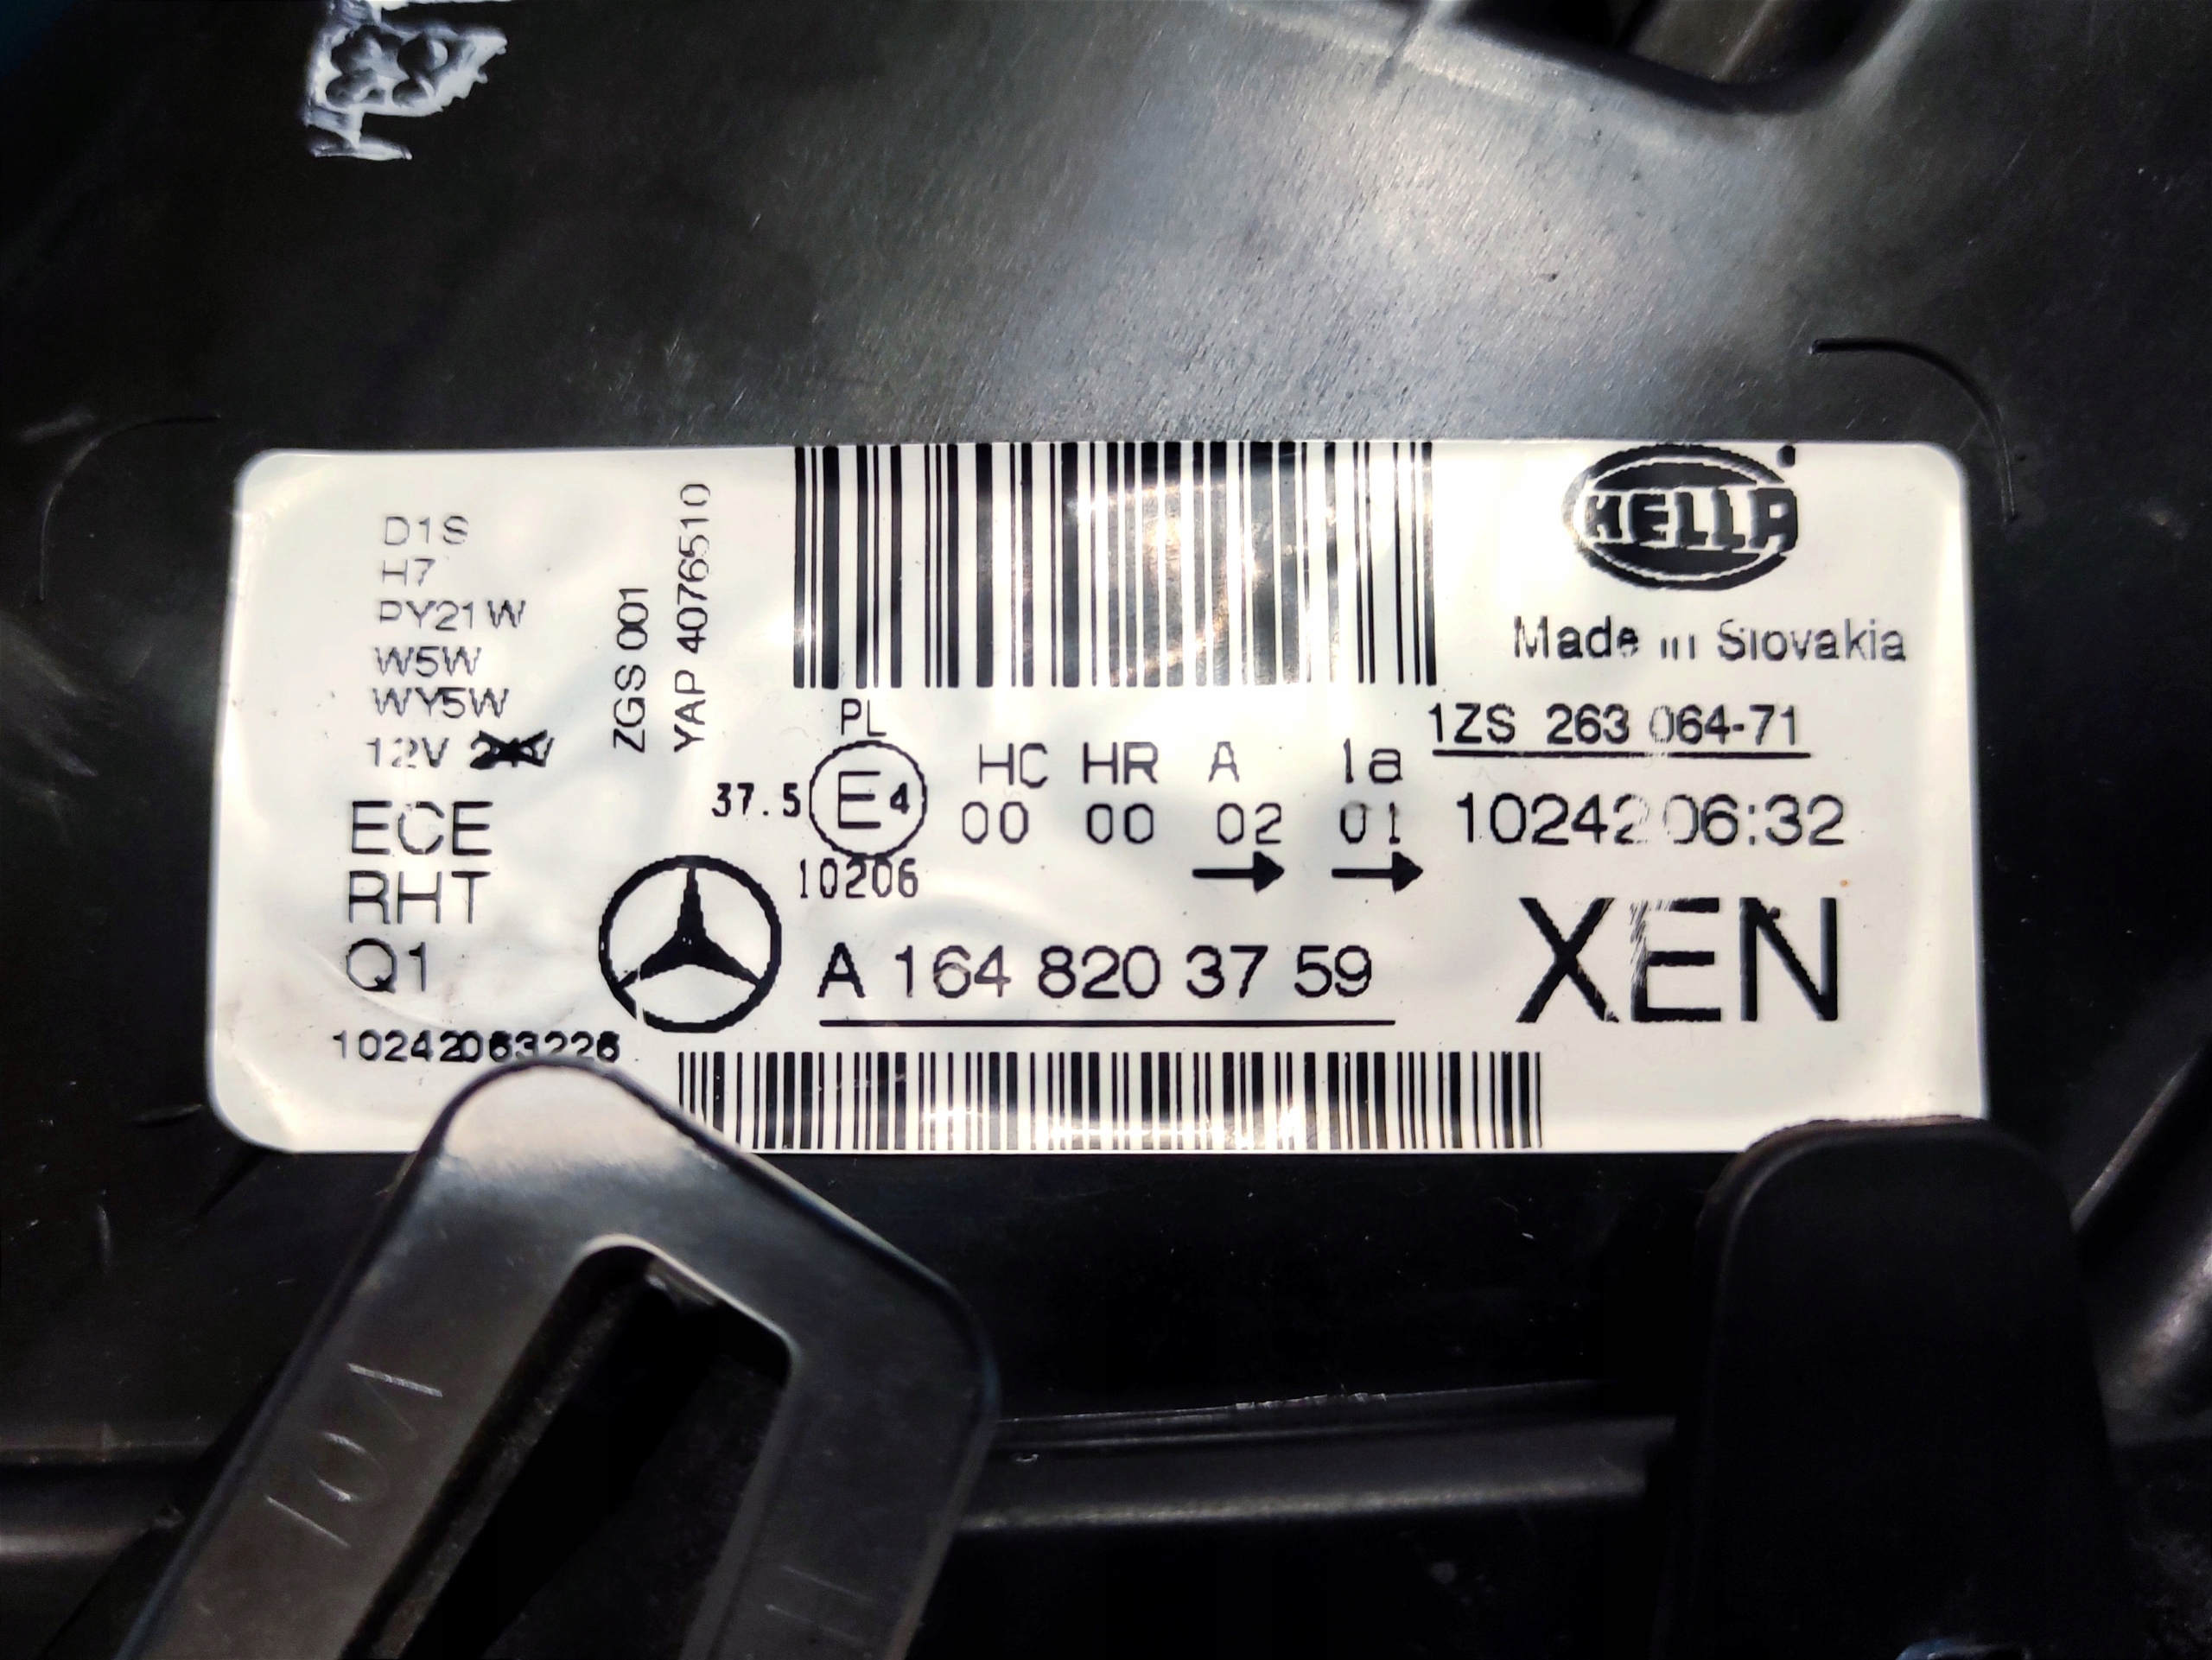 D1S
H7
PY21W
W5W
WY5W
12V 24V
ECE
RHT
Q1
10242063226
ZGS 001
YAP 4076510
PL
37.5 E4
10206
HC HR A 1a
00 00 02 01
A 164 820 37 59
HELLA
Made in Slovakia
1ZS 263 064-71
1024206:32
XEN
101